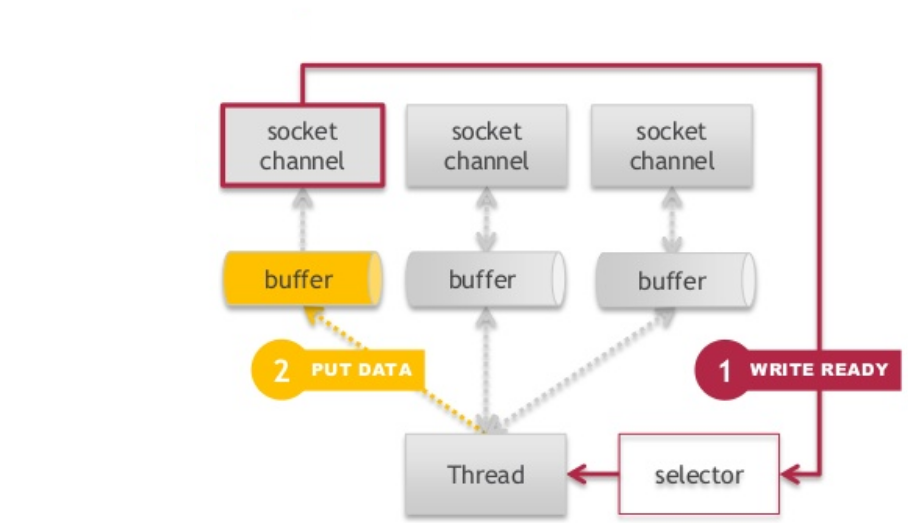 socket
channel
socket
channel
socket
channel
buffer
buffer
buffer
2 PUT DATA
1 WRITE READY
Thread
selector